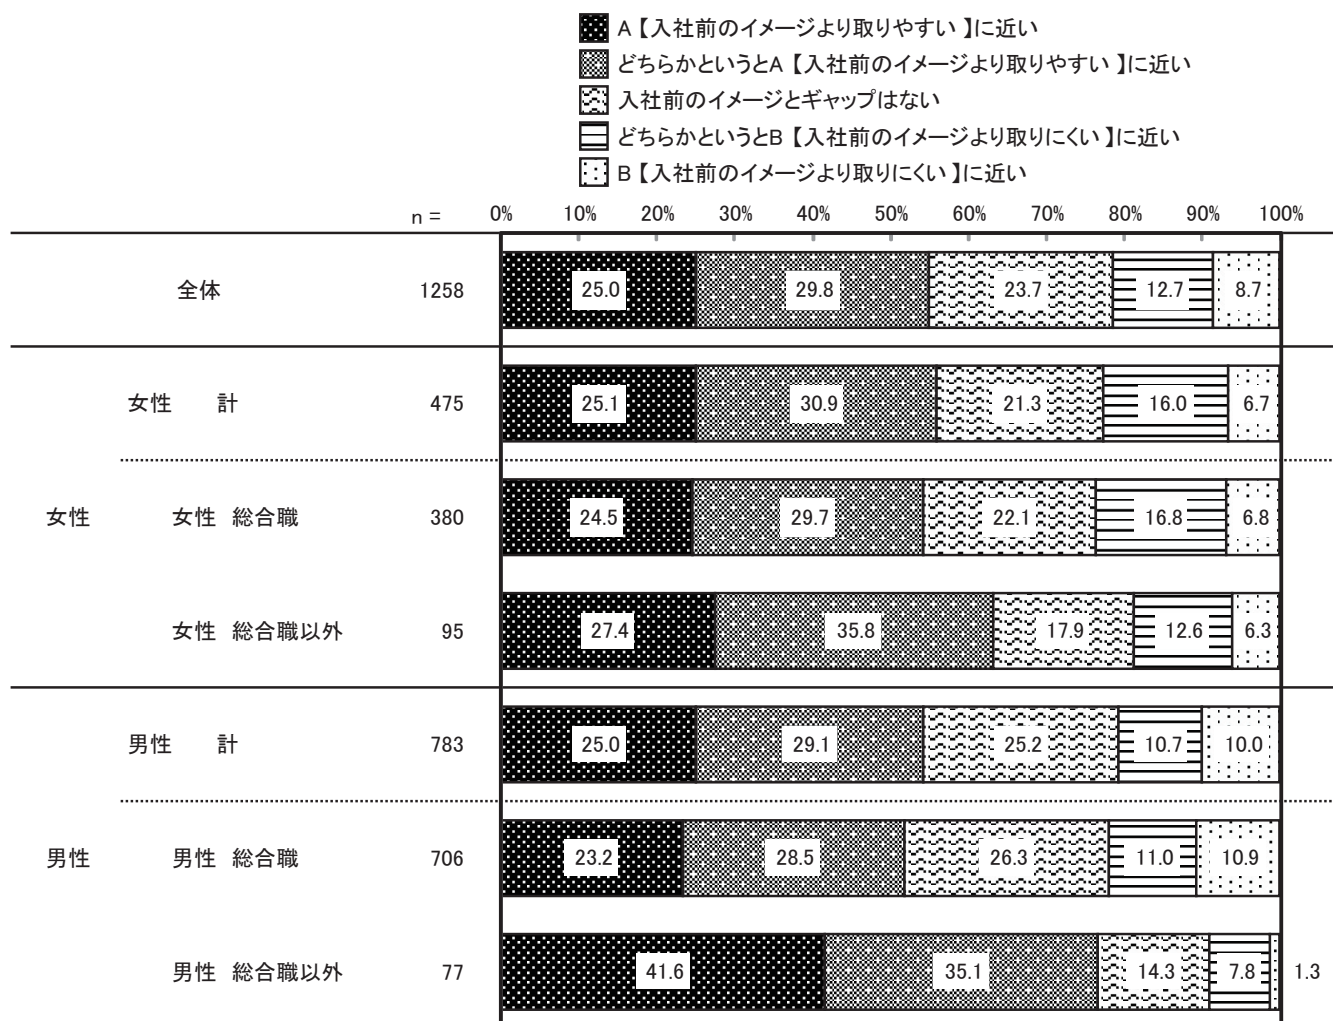 A【入社前のイメージより取りやすい】に近い
どちらかというとA【入社前のイメージより取りやすい】に近い
入社前のイメージとギャップはない
どちらかというとB【入社前のイメージより取りにくい】に近い
B【入社前のイメージより取りにくい】に近い
n = 0% 10% 20% 30% 40% 50% 60% 70% 80% 90% 100%
全体 1258 25.0 29.8 23.7 12.7 8.7
女性 計 475 25.1 30.9 21.3 16.0 6.7
女性 女性 総合職 380 24.5 29.7 22.1 16.8 6.8
女性 総合職以外 95 27.4 35.8 17.9 12.6 6.3
男性 計 783 25.0 29.1 25.2 10.7 10.0
男性 男性 総合職 706 23.2 28.5 26.3 11.0 10.9
男性 総合職以外 77 41.6 35.1 14.3 7.8 1.3